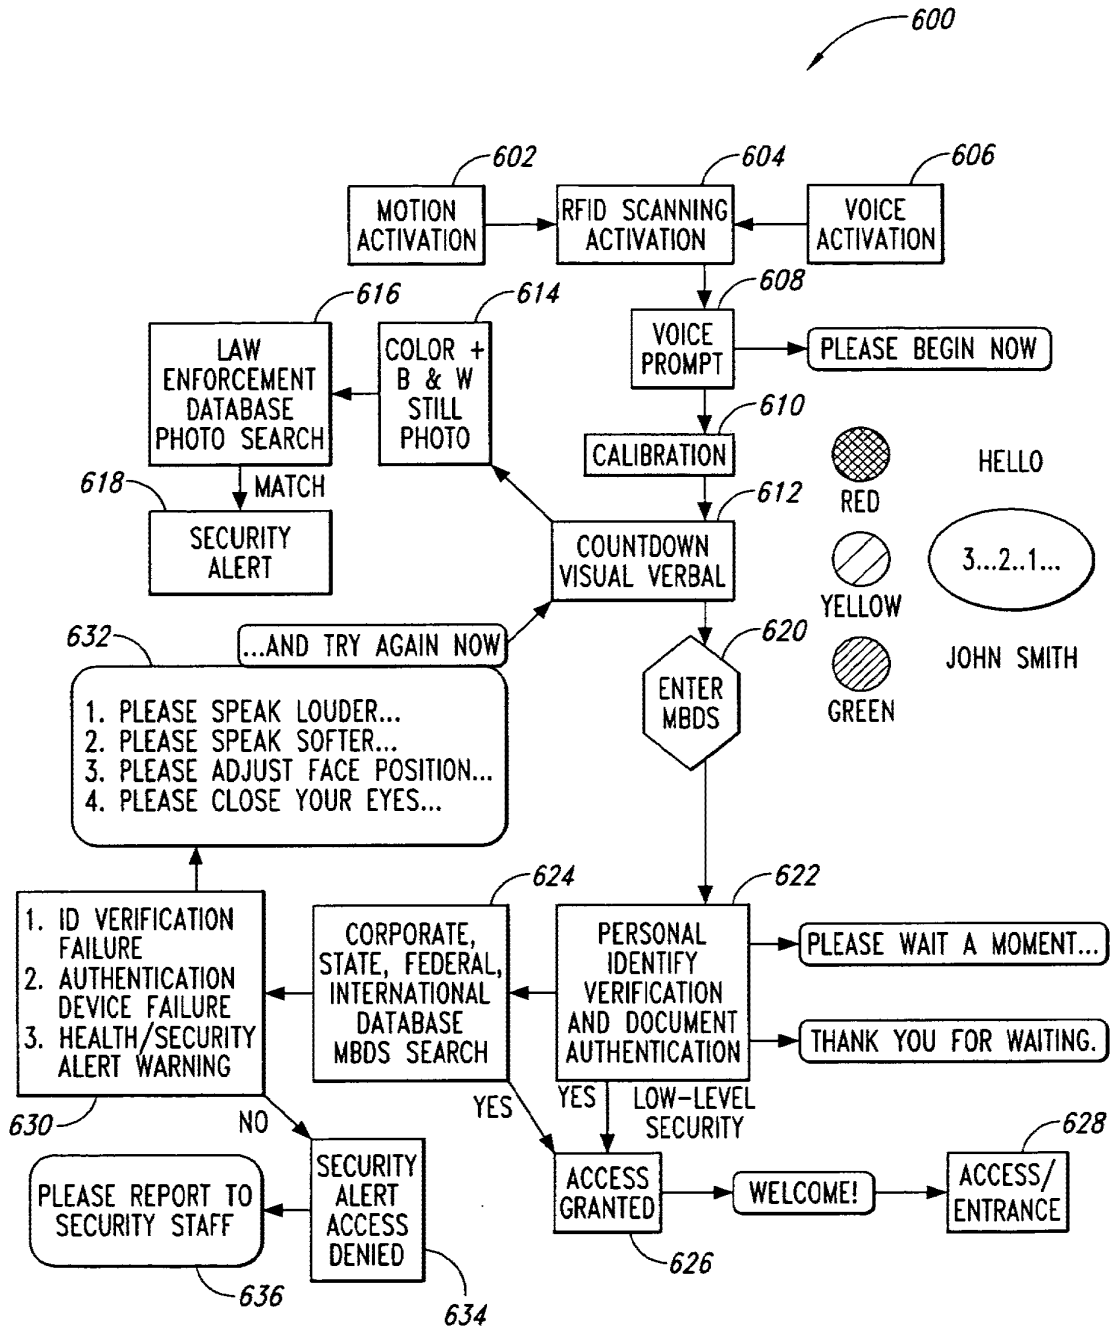 600
602
604
606
MOTION
ACTIVATION
RFID SCANNING
ACTIVATION
VOICE
ACTIVATION
608
VOICE
PROMPT
PLEASE BEGIN NOW
616
614
LAW
ENFORCEMENT
DATABASE
PHOTO SEARCH
COLOR +
B & W
STILL
PHOTO
610
CALIBRATION
618
MATCH
SECURITY
ALERT
612
COUNTDOWN
VISUAL VERBAL
RED
YELLOW
GREEN
HELLO
3...2..1...
JOHN SMITH
632
...AND TRY AGAIN NOW
1. PLEASE SPEAK LOUDER...
2. PLEASE SPEAK SOFTER...
3. PLEASE ADJUST FACE POSITION...
4. PLEASE CLOSE YOUR EYES...
620
ENTER
MBDS
624
622
1. ID VERIFICATION
FAILURE
2. AUTHENTICATION
DEVICE FAILURE
3. HEALTH/SECURITY
ALERT WARNING
CORPORATE,
STATE, FEDERAL,
INTERNATIONAL
DATABASE
MBDS SEARCH
PERSONAL
IDENTIFY
VERIFICATION
AND DOCUMENT
AUTHENTICATION
PLEASE WAIT A MOMENT...
THANK YOU FOR WAITING.
630
NO
YES
YES
LOW-LEVEL
SECURITY
628
PLEASE REPORT TO
SECURITY STAFF
SECURITY
ALERT
ACCESS
DENIED
ACCESS
GRANTED
WELCOME!
ACCESS/
ENTRANCE
636
634
626